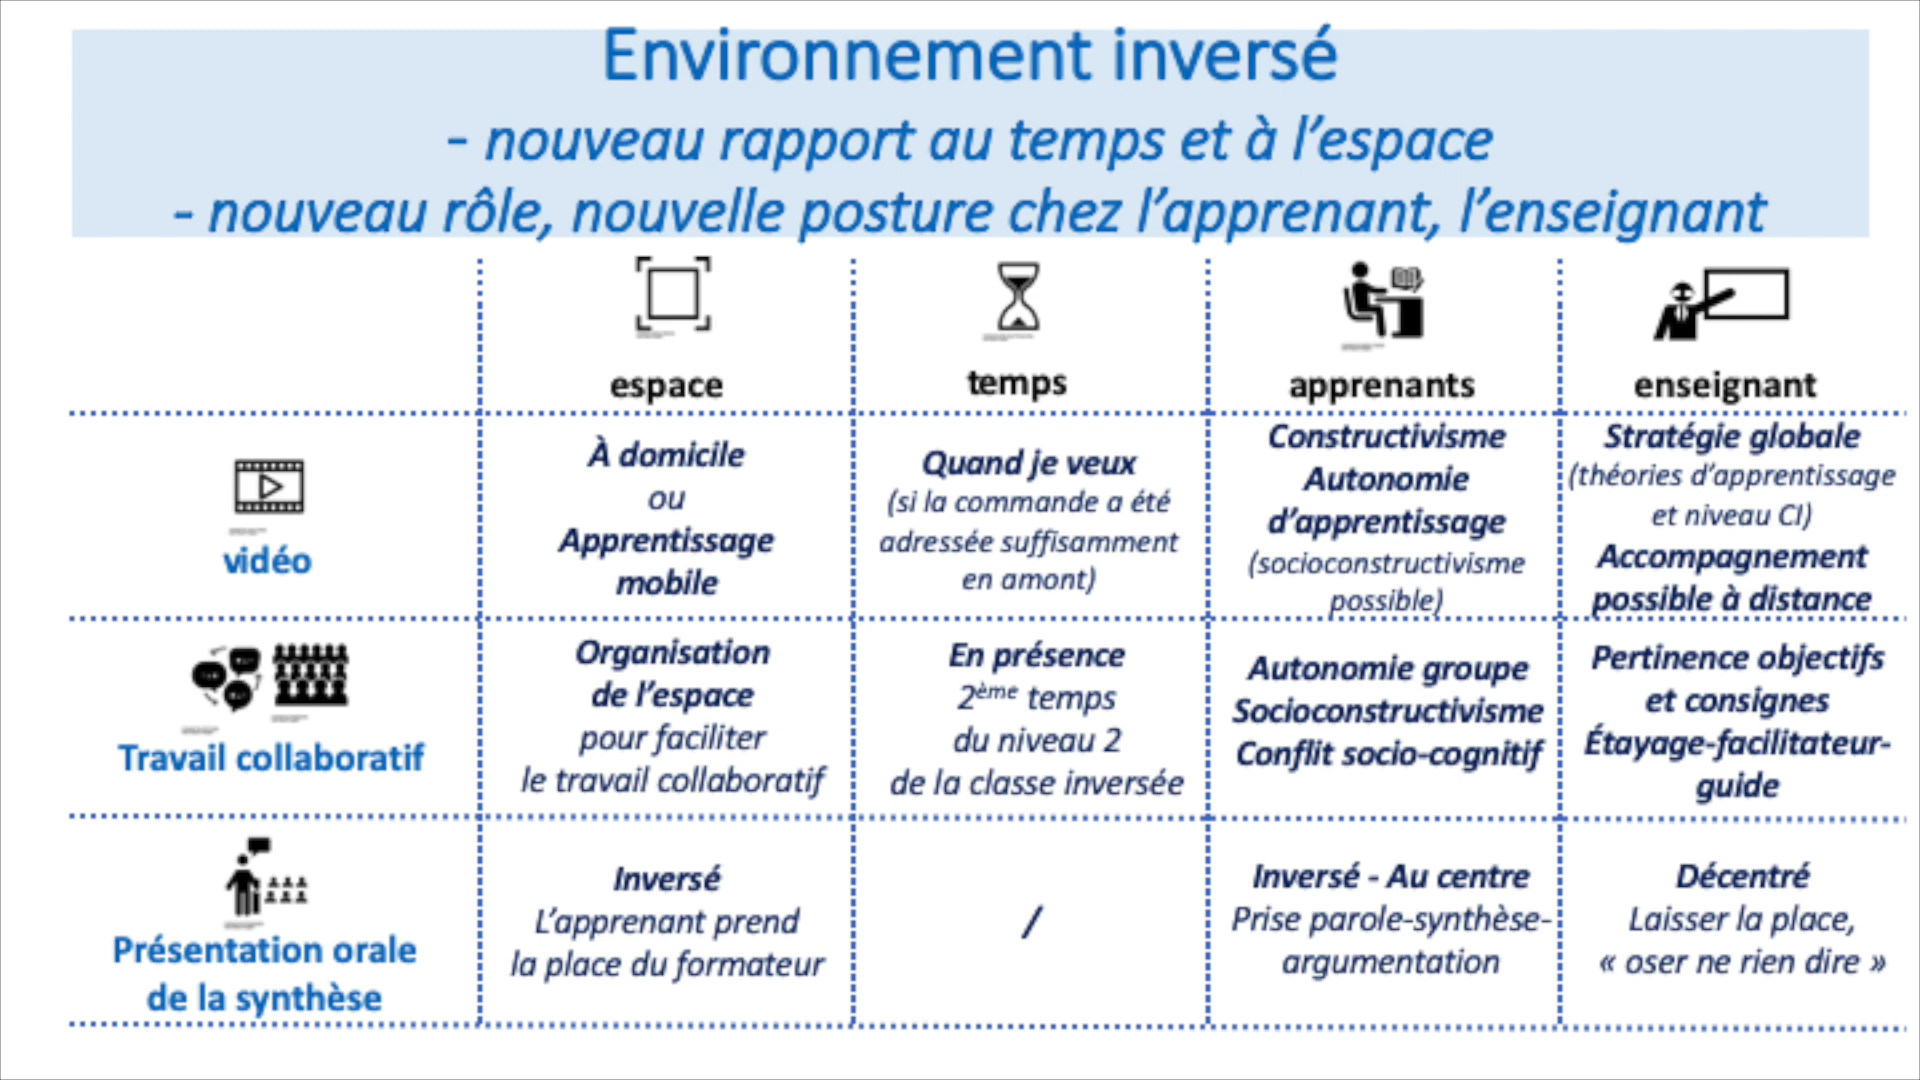 Environnement inversé
- nouveau rapport au temps et à l’espace
- nouveau rôle, nouvelle posture chez l’apprenant, l’enseignant
espace
temps
apprenants
enseignant
vidéo
À domicile
ou
Apprentissage
mobile
Quand je veux
(si la commande a été
adressée suffisamment
en amont)
Constructivisme
Autonomie
d’apprentissage
(socioconstructivisme
possible)
Stratégie globale
(théories d’apprentissage
et niveau CI)
Accompagnement
possible à distance
Travail collaboratif
Organisation
de l’espace
pour faciliter
le travail collaboratif
En présence
2ème temps
du niveau 2
de la classe inversée
Autonomie groupe
Socioconstructivisme
Conflit socio-cognitif
Pertinence objectifs
et consignes
Étayage-facilitateur-
guide
Présentation orale
de la synthèse
Inversé
L’apprenant prend
la place du formateur
/
Inversé - Au centre
Prise parole-synthèse-
argumentation
Décentré
Laisser la place,
« oser ne rien dire »